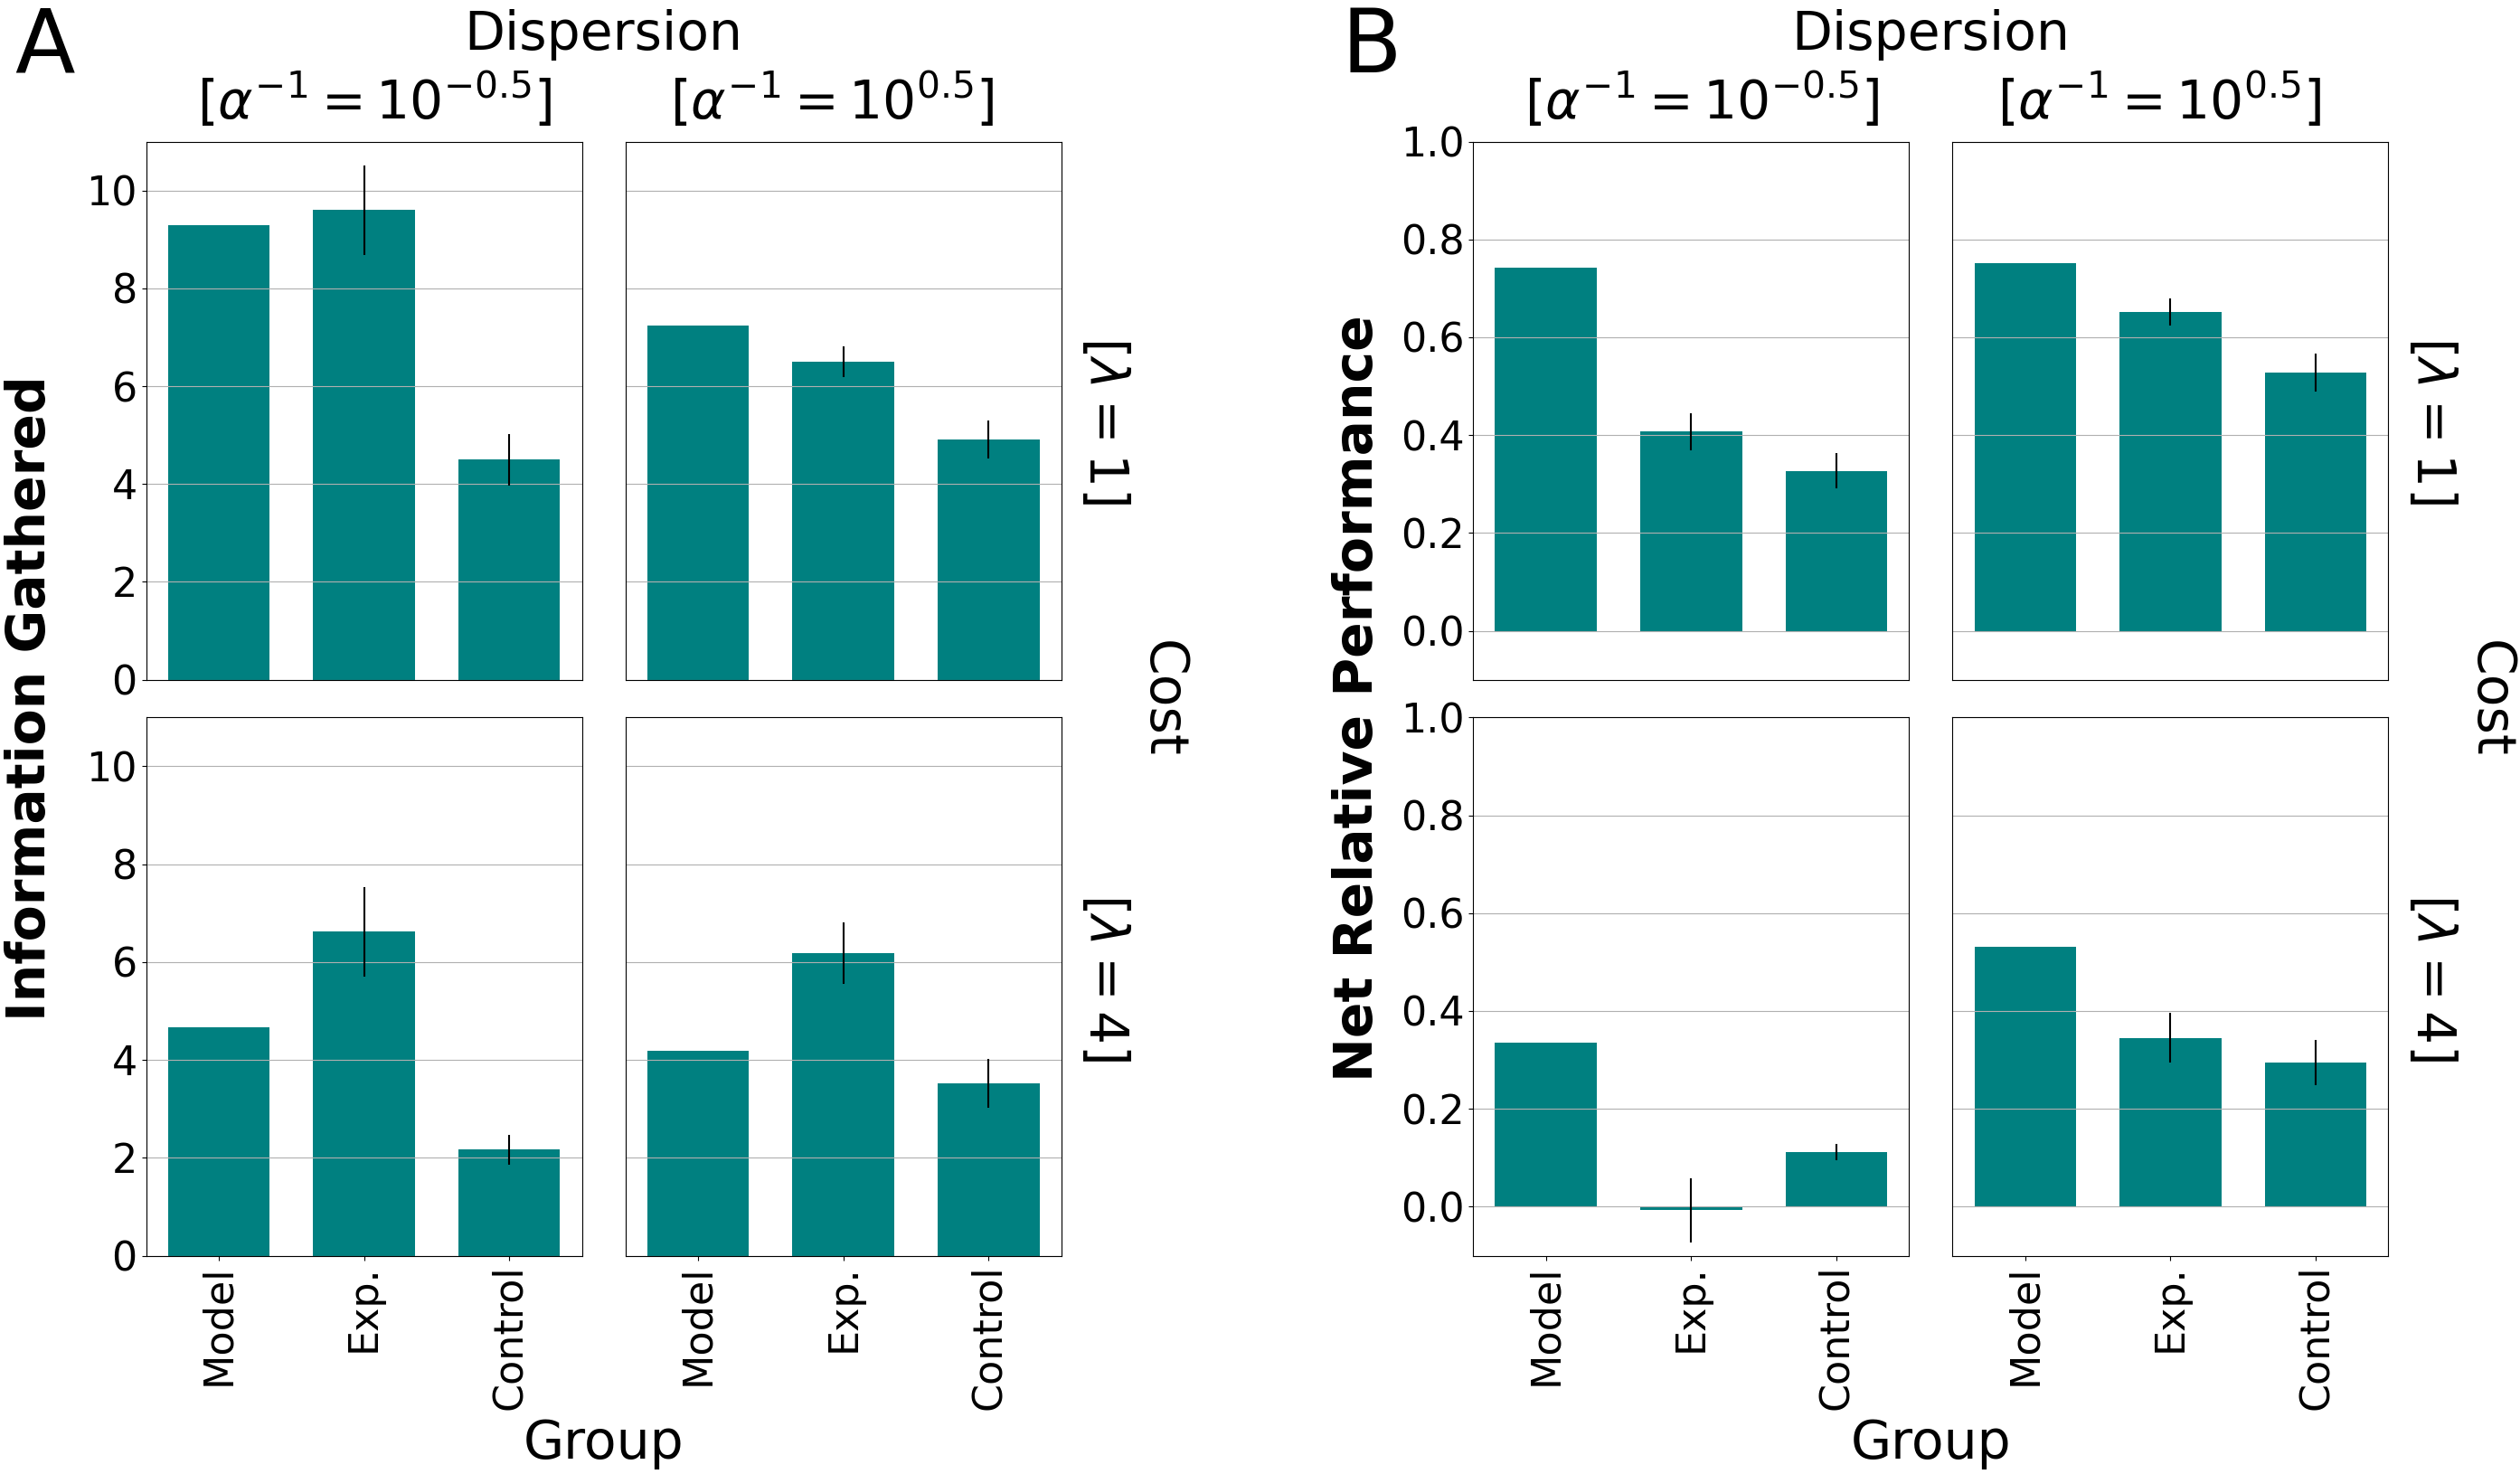 A
Dispersion
[α⁻¹ = 10⁻⁰·⁵]
[α⁻¹ = 10⁰·⁵]
Information Gathered
10
8
6
4
2
0
[λ = 1]
10
8
6
4
2
0
[λ = 4]
Cost
Model
Exp.
Control
Model
Exp.
Control
Group
B
Dispersion
[α⁻¹ = 10⁻⁰·⁵]
[α⁻¹ = 10⁰·⁵]
Net Relative Performance
1.0
0.8
0.6
0.4
0.2
0.0
[λ = 1]
1.0
0.8
0.6
0.4
0.2
0.0
[λ = 4]
Cost
Model
Exp.
Control
Model
Exp.
Control
Group